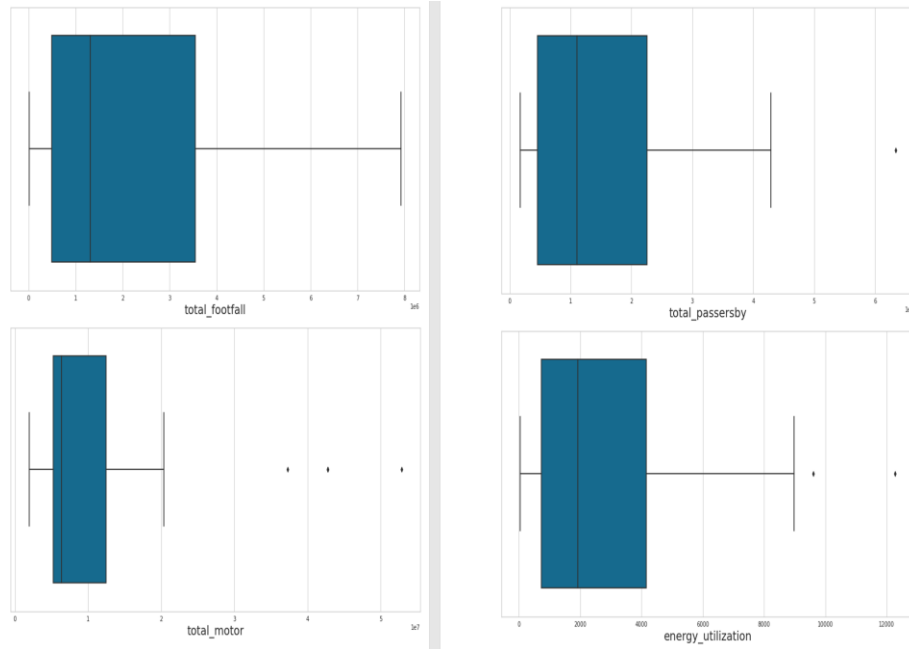 0 1 2 3 4 5 6 7 8
1e6
total_footfall
0 1 2 3 4 5 6
total_passersby
0 1 2 3 4 5
1e7
total_motor
0 2000 4000 6000 8000 10000 12000
energy_utilization